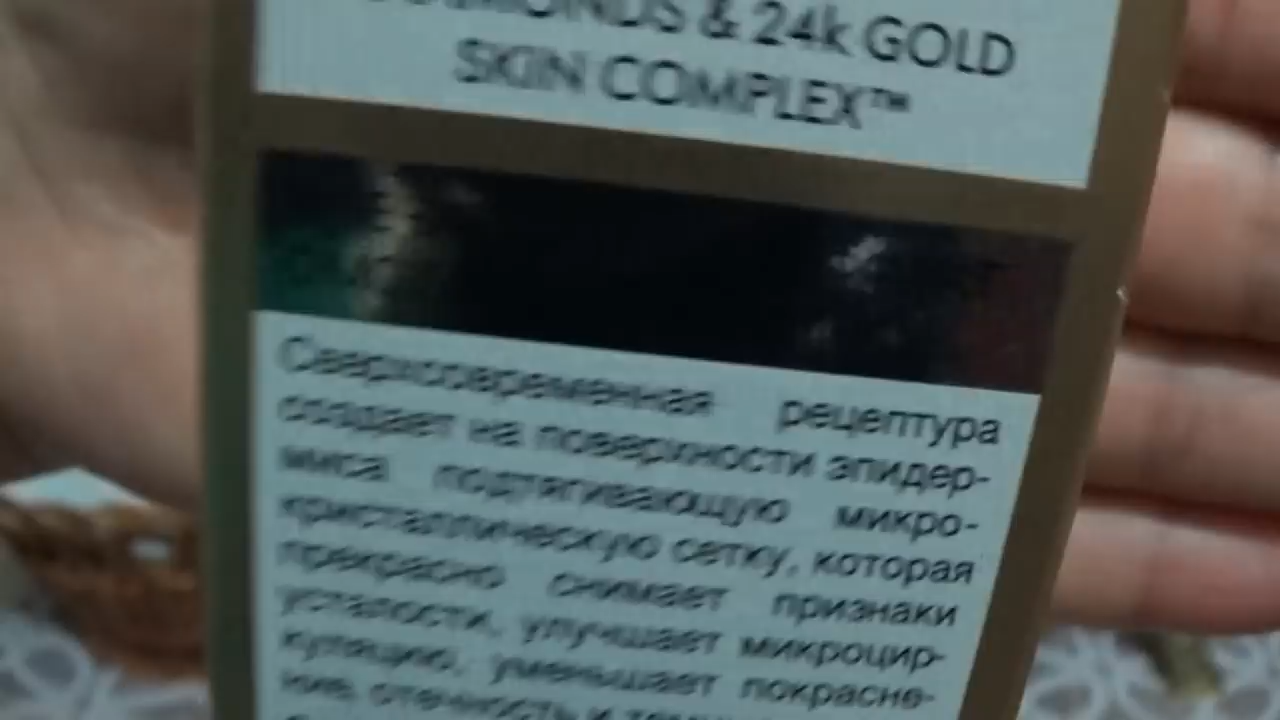 DIAMONDS & 24k GOLD
SKIN COMPLEX™
Сверхсовременная рецептура
создает на поверхности эпидер-
миса подтягивающую микро-
кристаллическую сетку, которая
прекрасно снимает признаки
усталости, улучшает микроцир-
куляцию, уменьшает покрасне-
ние, отечность и